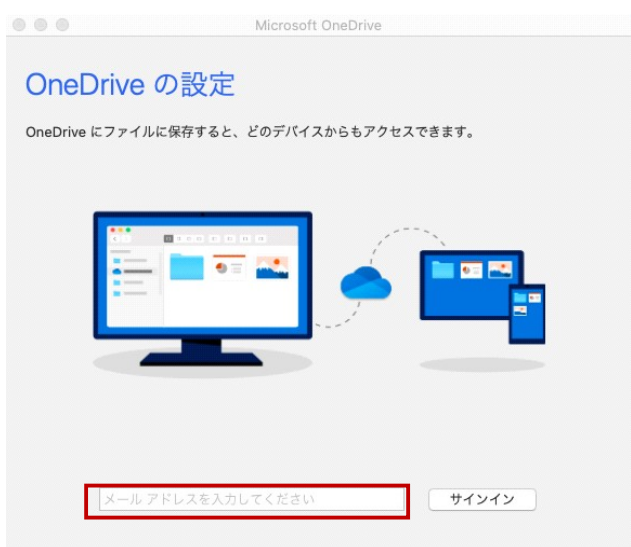 Microsoft OneDrive
OneDrive の設定
OneDrive にファイルに保存すると、どのデバイスからもアクセスできます。
メール アドレスを入力してください
サインイン